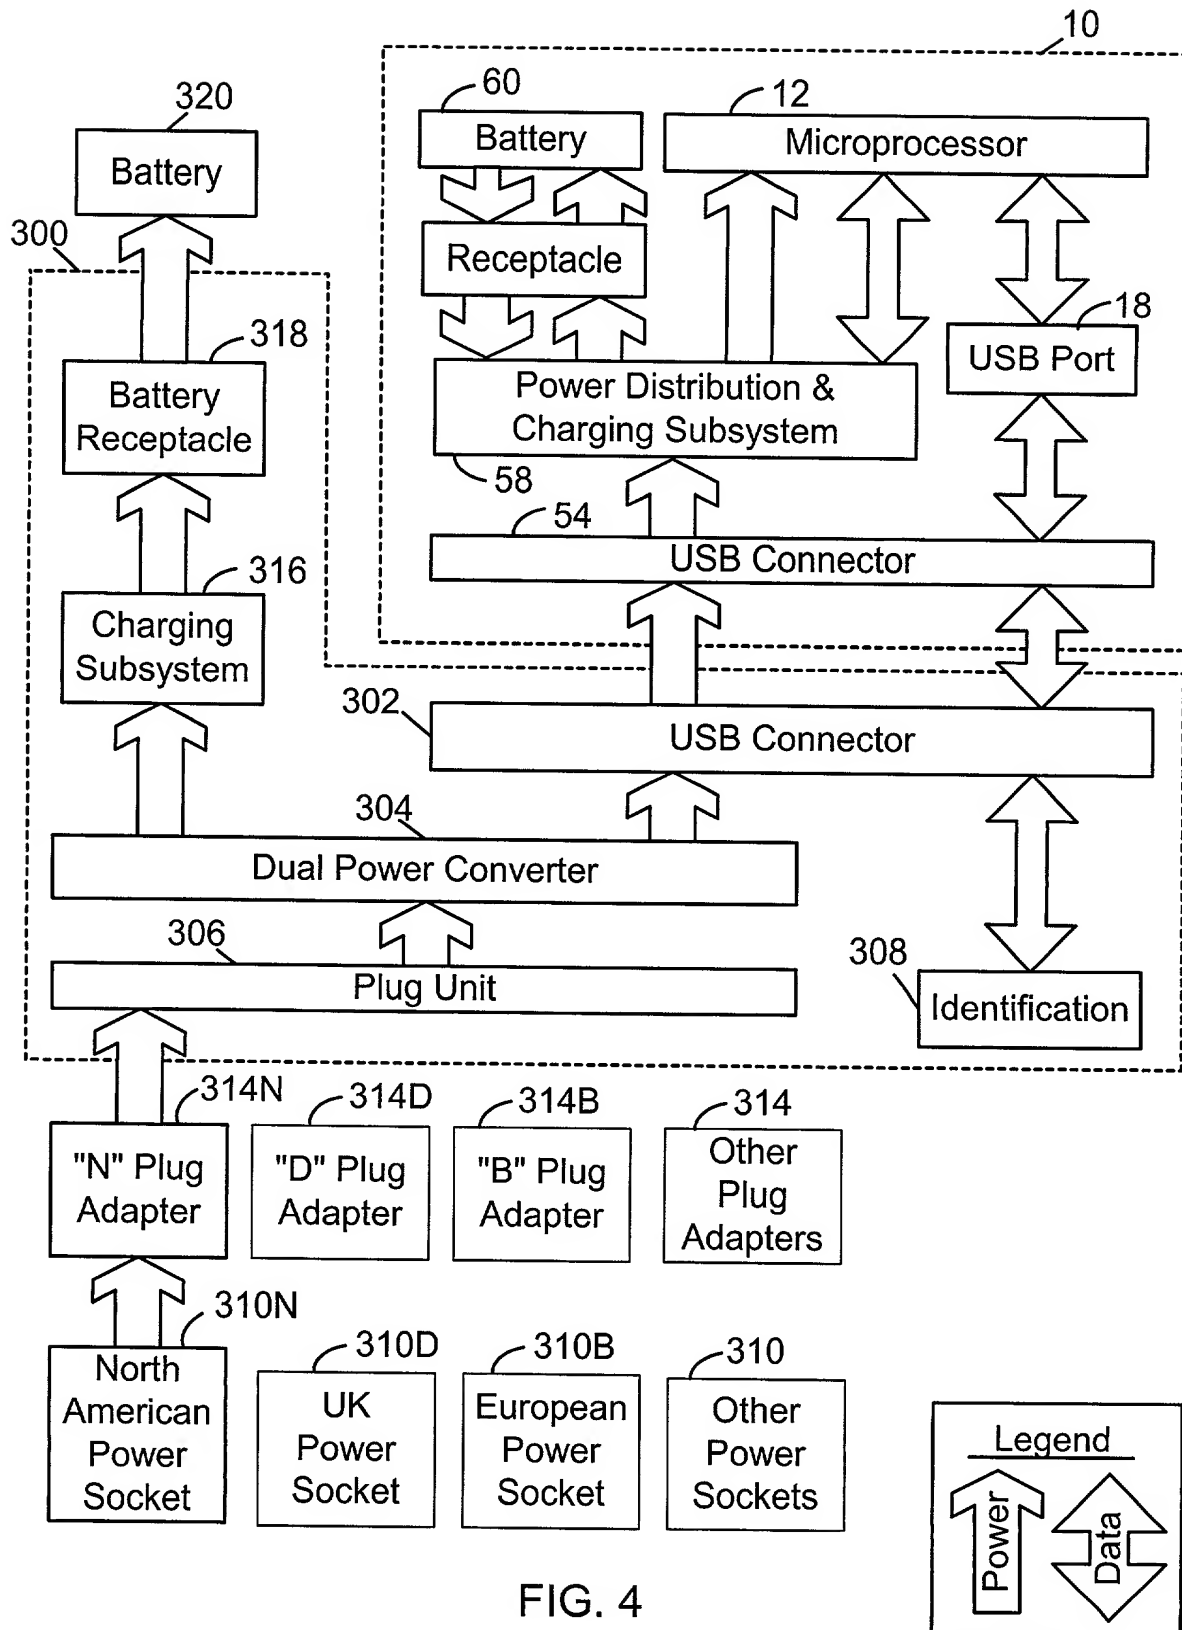 10
60
12
320
Battery
Microprocessor
Battery
300
Receptacle
18
318
USB Port
Power Distribution &
Charging Subsystem
Battery
Receptacle
58
54
USB Connector
316
Charging
Subsystem
302
USB Connector
304
Dual Power Converter
306
308
Plug Unit
Identification
314N
314D
314B
314
"N" Plug
Adapter
"D" Plug
Adapter
"B" Plug
Adapter
Other
Plug
Adapters
310N
310D
310B
310
North
American
Power
Socket
UK
Power
Socket
European
Power
Socket
Other
Power
Sockets
Legend
Power
Data
FIG. 4